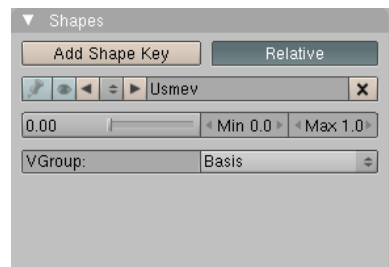 Shapes
Add Shape Key Relative
Usmev
0.00 Min 0.0 Max 1.0
VGroup: Basis